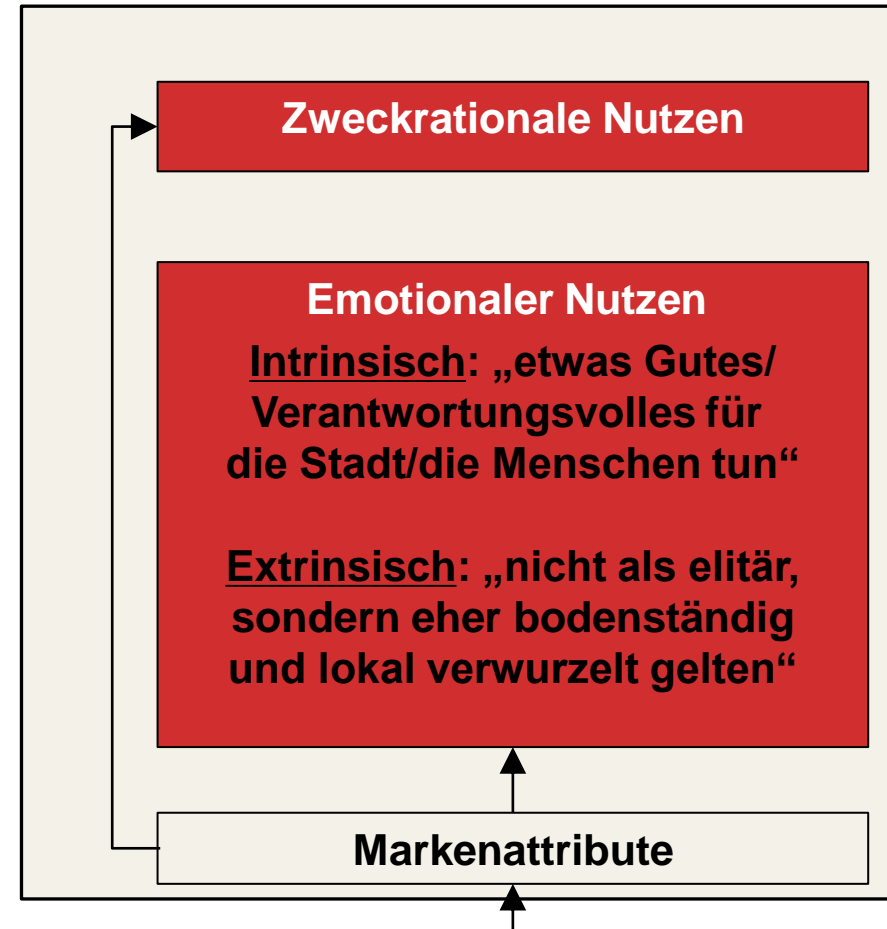 Zweckrationale Nutzen
Emotionaler Nutzen
Intrinsisch: „etwas Gutes/
Verantwortungsvolles für
die Stadt/die Menschen tun“
Extrinsisch: „nicht als elitär,
sondern eher bodenständig
und lokal verwurzelt gelten“
Markenattribute